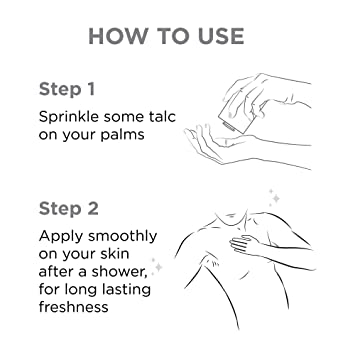 HOW TO USE
Step 1
Sprinkle some talc
on your palms
Step 2
Apply smoothly
on your skin
after a shower,
for long lasting
freshness